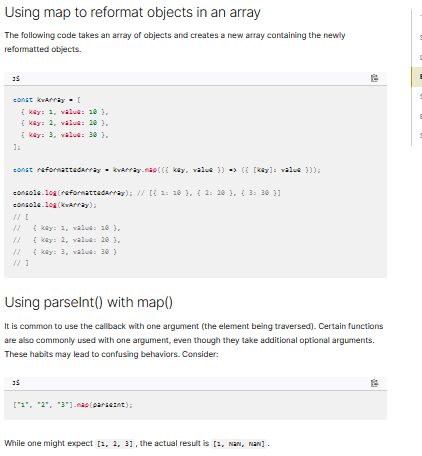 Using map to reformat objects in an array
The following code takes an array of objects and creates a new array containing the newly
reformatted objects.
JS
const kvArray = [
{ key: 1, value: 10 },
{ key: 2, value: 20 },
{ key: 3, value: 30 },
];
const reformattedArray = kvArray.map(({ key, value }) => ({ [key]: value }));
console.log(reformattedArray); // [{ 1: 10 }, { 2: 20 }, { 3: 30 }]
console.log(kvArray);
// [
//   { key: 1, value: 10 },
//   { key: 2, value: 20 },
//   { key: 3, value: 30 }
// ]
Using parseInt() with map()
It is common to use the callback with one argument (the element being traversed). Certain functions
are also commonly used with one argument, even though they take additional optional arguments.
These habits may lead to confusing behaviors. Consider:
JS
["1", "2", "3"].map(parseInt);
While one might expect [1, 2, 3], the actual result is [1, NaN, NaN].